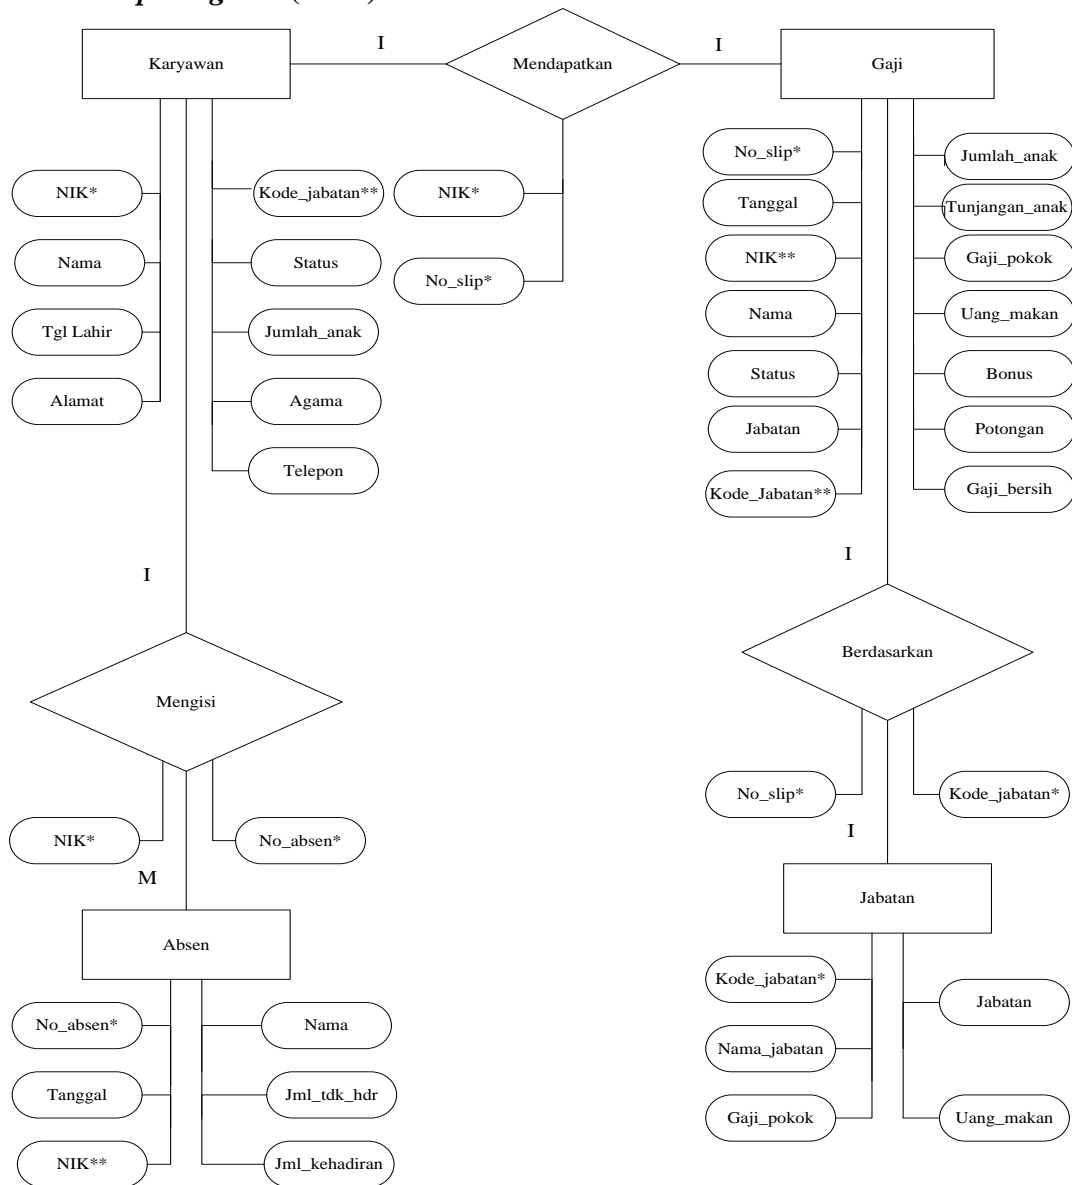 Karyawan
I
Mendapatkan
I
Gaji
NIK*
Nama
Tgl Lahir
Alamat
Kode_jabatan**
Status
Jumlah_anak
Agama
Telepon
NIK*
No_slip*
No_slip*
Tanggal
NIK**
Nama
Status
Jabatan
Kode_Jabatan**
Jumlah_anak
Tunjangan_anak
Gaji_pokok
Uang_makan
Bonus
Potongan
Gaji_bersih
I
I
Mengisi
Berdasarkan
NIK*
No_absen*
M
No_slip*
Kode_jabatan*
I
Absen
Jabatan
No_absen*
Tanggal
NIK**
Nama
Jml_tdk_hdr
Jml_kehadiran
Kode_jabatan*
Nama_jabatan
Gaji_pokok
Jabatan
Uang_makan